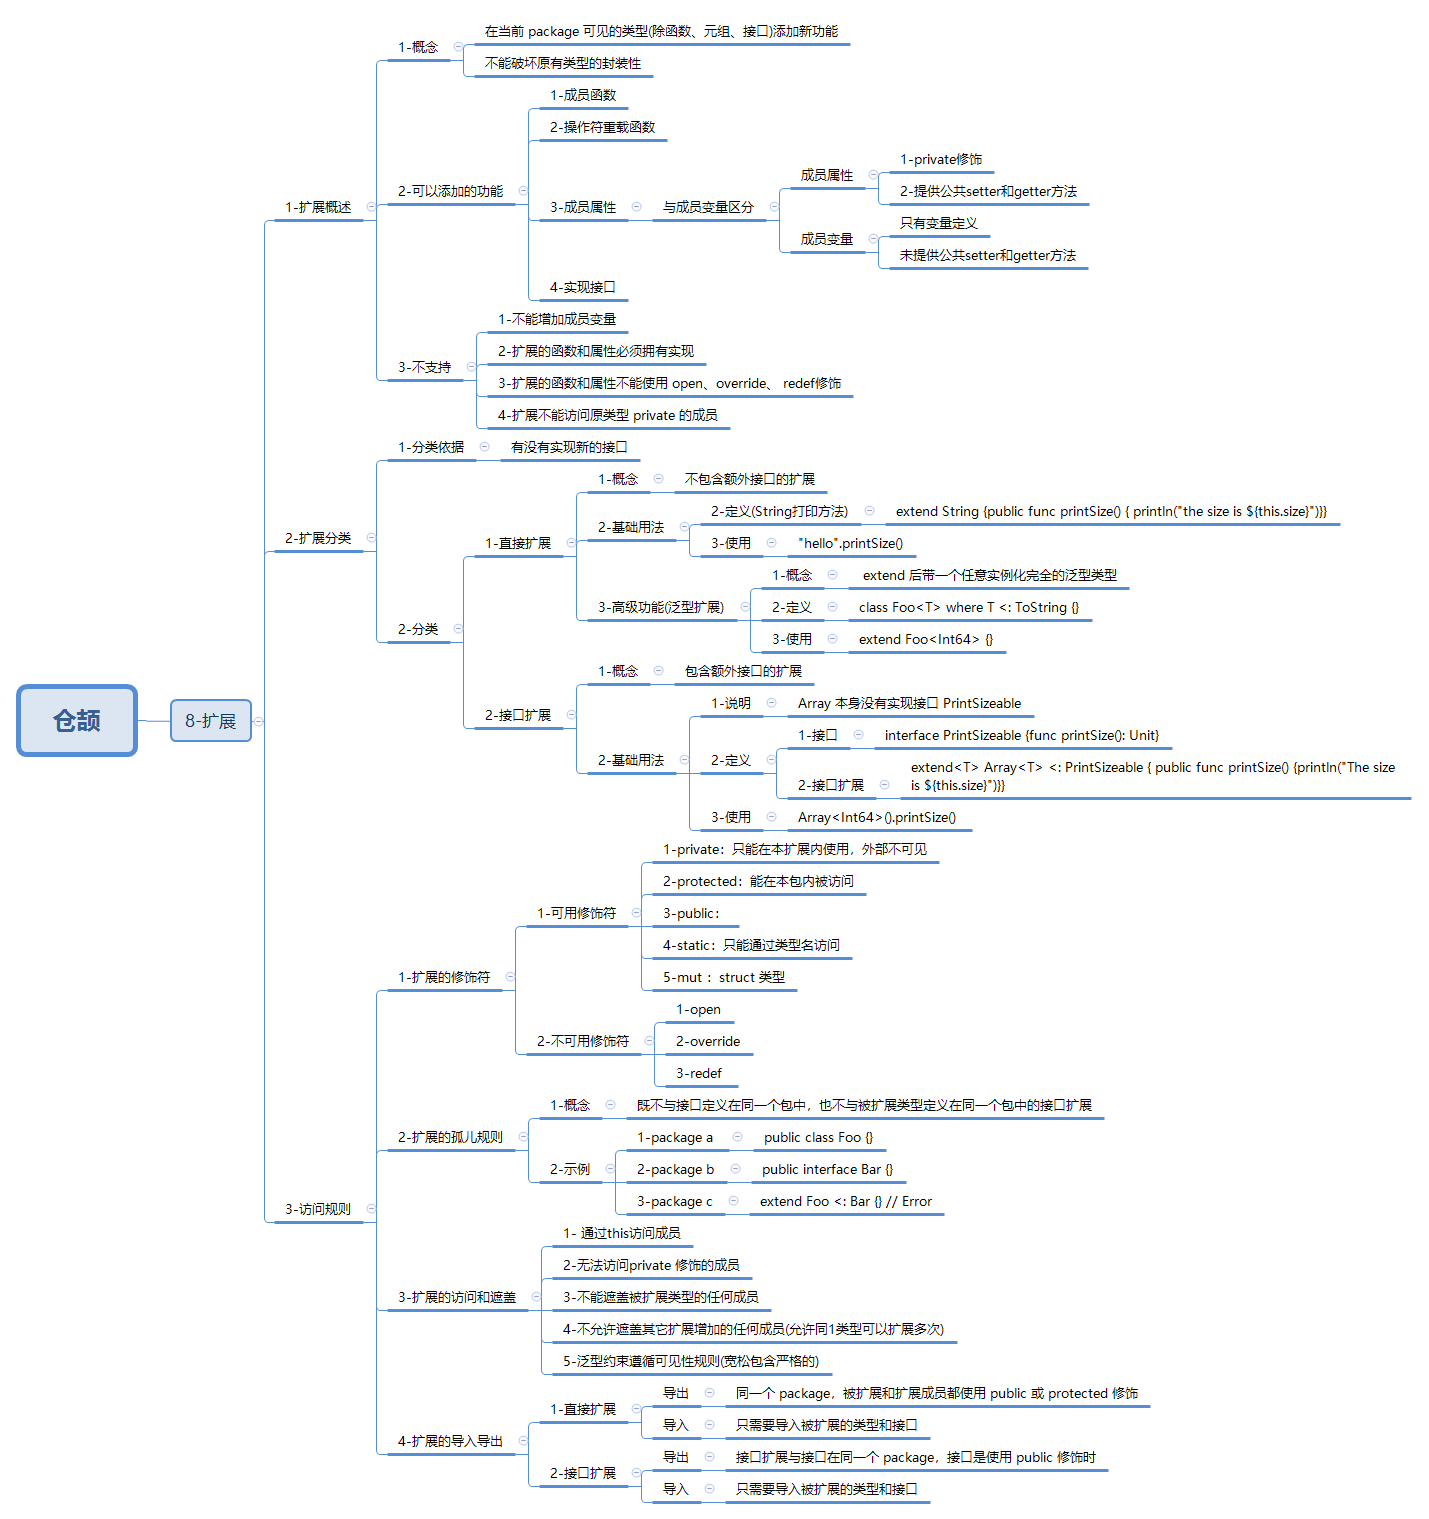 仓颉
8-扩展
1-扩展概述
1-概念
在当前 package 可见的类型(除函数、元组、接口)添加新功能
不能破坏原有类型的封装性
2-可以添加的功能
1-成员函数
2-操作符重载函数
3-成员属性
与成员变量区分
成员属性
1-private修饰
2-提供公共setter和getter方法
成员变量
只有变量定义
未提供公共setter和getter方法
4-实现接口
3-不支持
1-不能增加成员变量
2-扩展的函数和属性必须拥有实现
3-扩展的函数和属性不能使用 open、override、 redef修饰
4-扩展不能访问原类型 private 的成员
2-扩展分类
1-分类依据
有没有实现新的接口
2-分类
1-直接扩展
1-概念
不包含额外接口的扩展
2-基础用法
2-定义(String打印方法)
extend String {public func printSize() { println("the size is ${this.size}")}}
3-使用
"hello".printSize()
3-高级功能(泛型扩展)
1-概念
extend 后带一个任意实例化完全的泛型类型
2-定义
class Foo<T> where T <: ToString {}
3-使用
extend Foo<Int64> {}
2-接口扩展
1-概念
包含额外接口的扩展
2-基础用法
1-说明
Array 本身没有实现接口 PrintSizeable
2-定义
1-接口
interface PrintSizeable {func printSize(): Unit}
2-接口扩展
extend<T> Array<T> <: PrintSizeable { public func printSize() {println("The size
is ${this.size}")}}
3-使用
Array<Int64>().printSize()
3-访问规则
1-扩展的修饰符
1-可用修饰符
1-private：只能在本扩展内使用，外部不可见
2-protected：能在本包内被访问
3-public：
4-static：只能通过类型名访问
5-mut ：struct 类型
2-不可用修饰符
1-open
2-override
3-redef
2-扩展的孤儿规则
1-概念
既不与接口定义在同一个包中，也不与被扩展类型定义在同一个包中的接口扩展
2-示例
1-package a
public class Foo {}
2-package b
public interface Bar {}
3-package c
extend Foo <: Bar {} // Error
3-扩展的访问和遮盖
1- 通过this访问成员
2-无法访问private 修饰的成员
3-不能遮盖被扩展类型的任何成员
4-不允许遮盖其它扩展增加的任何成员(允许同1类型可以扩展多次)
5-泛型约束遵循可见性规则(宽松包含严格的)
4-扩展的导入导出
1-直接扩展
导出
同一个 package，被扩展和扩展成员都使用 public 或 protected 修饰
导入
只需要导入被扩展的类型和接口
2-接口扩展
导出
接口扩展与接口在同一个 package，接口是使用 public 修饰时
导入
只需要导入被扩展的类型和接口